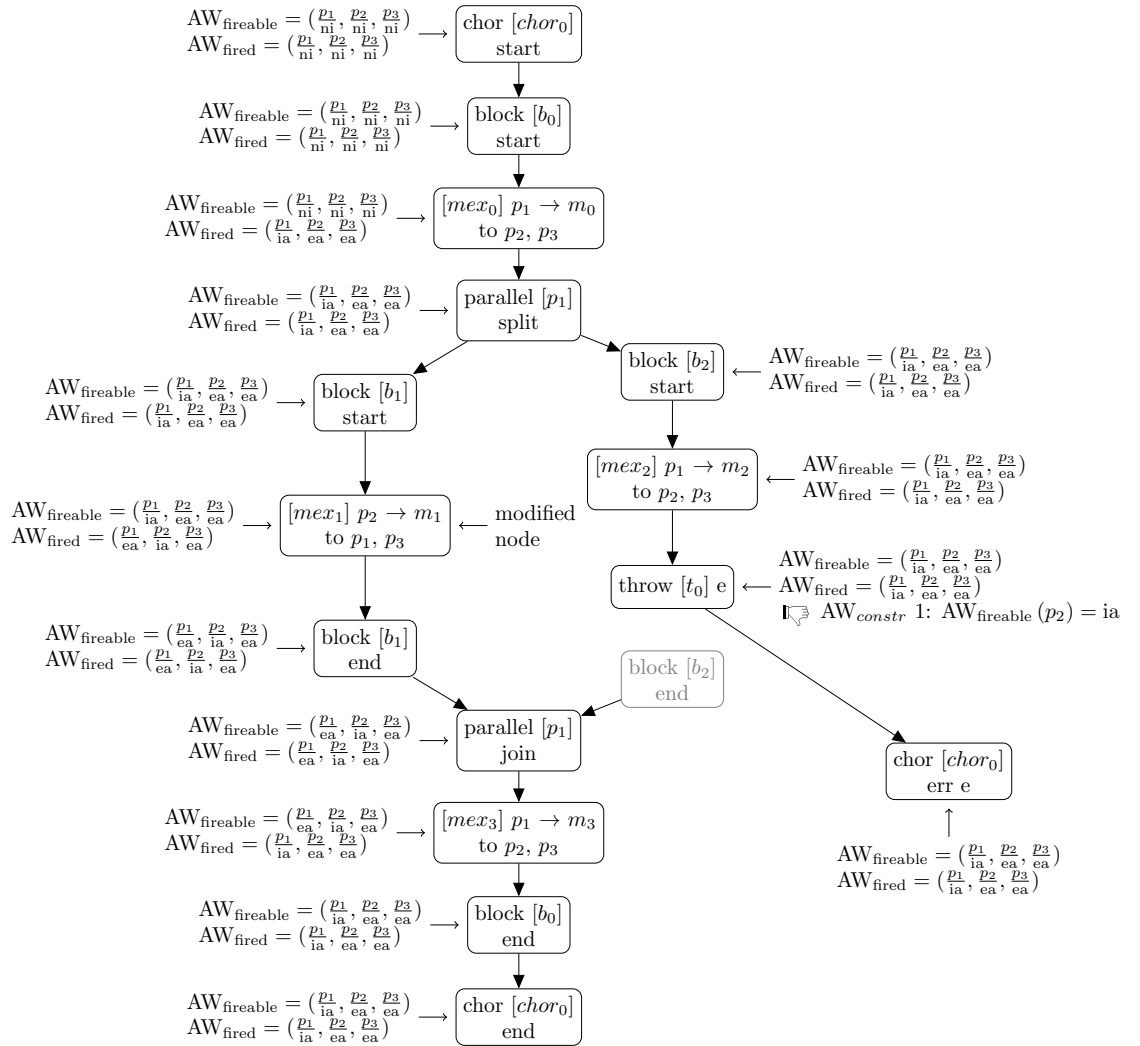 AW_fireable = (p₁/ni, p₂/ni, p₃/ni)
AW_fired = (p₁/ni, p₂/ni, p₃/ni)
chor [chor₀]
start
AW_fireable = (p₁/ni, p₂/ni, p₃/ni)
AW_fired = (p₁/ni, p₂/ni, p₃/ni)
block [b₀]
start
AW_fireable = (p₁/ni, p₂/ni, p₃/ni)
AW_fired = (p₁/ia, p₂/ea, p₃/ea)
[mex₀] p₁ → m₀
to p₂, p₃
AW_fireable = (p₁/ia, p₂/ea, p₃/ea)
AW_fired = (p₁/ia, p₂/ea, p₃/ea)
parallel [p₁]
split
block [b₂]
start
AW_fireable = (p₁/ia, p₂/ea, p₃/ea)
AW_fired = (p₁/ia, p₂/ea, p₃/ea)
AW_fireable = (p₁/ia, p₂/ea, p₃/ea)
AW_fired = (p₁/ia, p₂/ea, p₃/ea)
block [b₁]
start
[mex₂] p₁ → m₂
to p₂, p₃
AW_fireable = (p₁/ia, p₂/ea, p₃/ea)
AW_fired = (p₁/ia, p₂/ea, p₃/ea)
AW_fireable = (p₁/ia, p₂/ea, p₃/ea)
AW_fired = (p₁/ea, p₂/ia, p₃/ea)
[mex₁] p₂ → m₁
to p₁, p₃
modified
node
throw [t₀] e
AW_fireable = (p₁/ia, p₂/ea, p₃/ea)
AW_fired = (p₁/ia, p₂/ea, p₃/ea)
AW_constr 1: AW_fireable (p₂) = ia
AW_fireable = (p₁/ea, p₂/ia, p₃/ea)
AW_fired = (p₁/ea, p₂/ia, p₃/ea)
block [b₁]
end
block [b₂]
end
AW_fireable = (p₁/ea, p₂/ia, p₃/ea)
AW_fired = (p₁/ea, p₂/ia, p₃/ea)
parallel [p₁]
join
chor [chor₀]
err e
AW_fireable = (p₁/ea, p₂/ia, p₃/ea)
AW_fired = (p₁/ia, p₂/ea, p₃/ea)
[mex₃] p₁ → m₃
to p₂, p₃
AW_fireable = (p₁/ia, p₂/ea, p₃/ea)
AW_fired = (p₁/ia, p₂/ea, p₃/ea)
AW_fireable = (p₁/ia, p₂/ea, p₃/ea)
AW_fired = (p₁/ia, p₂/ea, p₃/ea)
block [b₀]
end
AW_fireable = (p₁/ia, p₂/ea, p₃/ea)
AW_fired = (p₁/ia, p₂/ea, p₃/ea)
chor [chor₀]
end